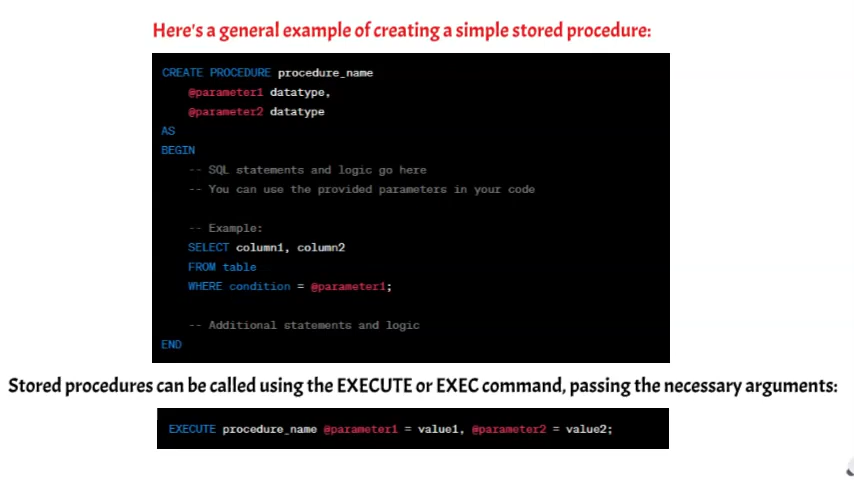 Here's a general example of creating a simple stored procedure:
CREATE PROCEDURE procedure_name
    @parameter1 datatype,
    @parameter2 datatype
AS
BEGIN
    -- SQL statements and logic go here
    -- You can use the provided parameters in your code
    -- Example:
    SELECT column1, column2
    FROM table
    WHERE condition = @parameter1;
    -- Additional statements and logic
END
Stored procedures can be called using the EXECUTE or EXEC command, passing the necessary arguments:
EXECUTE procedure_name @parameter1 = value1, @parameter2 = value2;